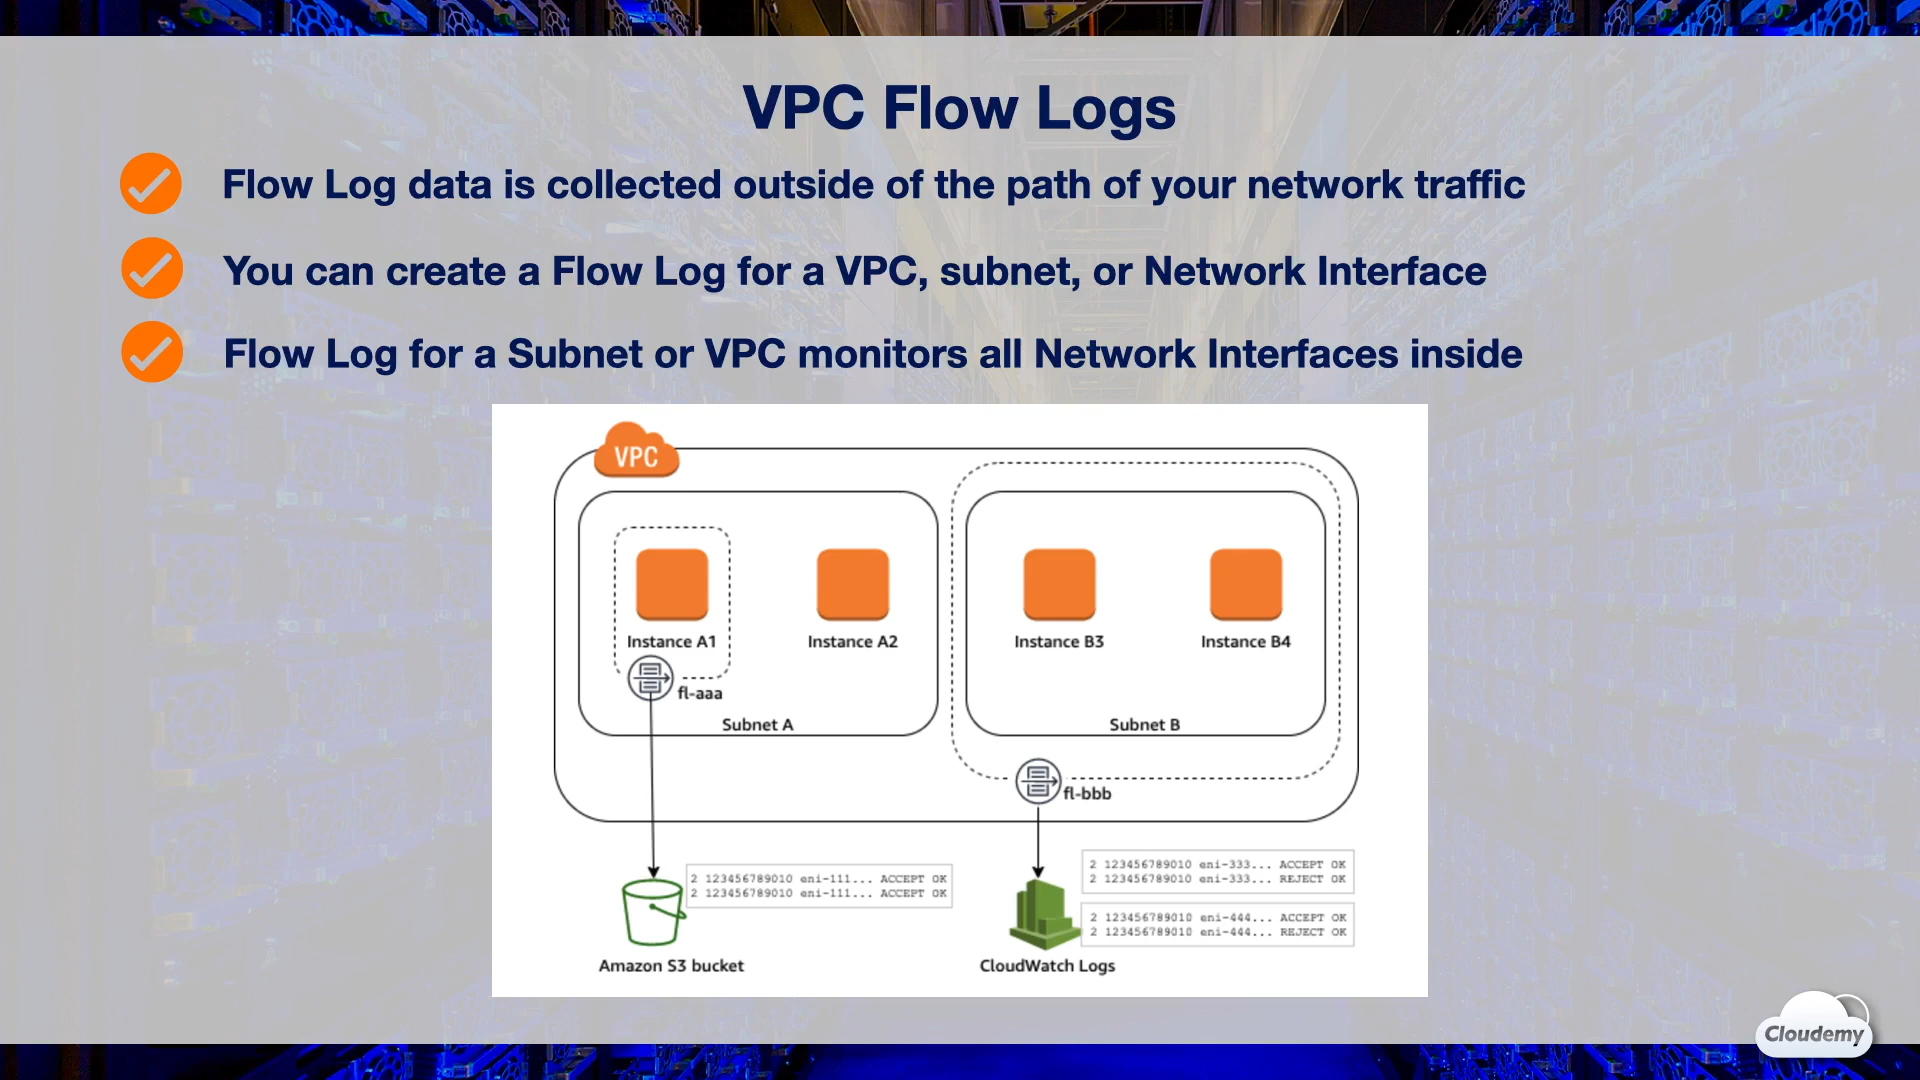 VPC Flow Logs
Flow Log data is collected outside of the path of your network traffic
You can create a Flow Log for a VPC, subnet, or Network Interface
Flow Log for a Subnet or VPC monitors all Network Interfaces inside
VPC
Instance A1
Instance A2
Instance B3
Instance B4
fl-aaa
Subnet A
Subnet B
fl-bbb
2 123456789010 eni-111... ACCEPT OK
2 123456789010 eni-111... ACCEPT OK
2 123456789010 eni-333... ACCEPT OK
2 123456789010 eni-333... REJECT OK
2 123456789010 eni-444... ACCEPT OK
2 123456789010 eni-444... REJECT OK
Amazon S3 bucket
CloudWatch Logs
Cloudemy